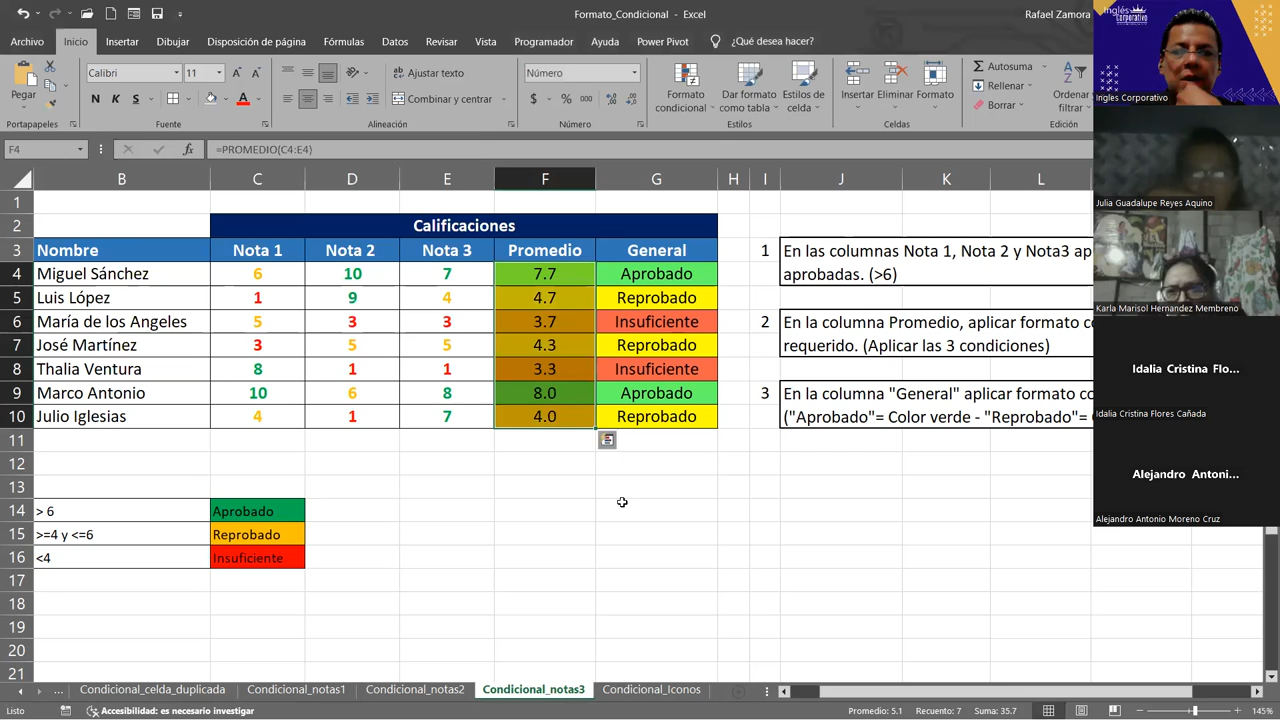 Formato_Condicional - Excel
Rafael Zamora
Archivo Inicio Insertar Dibujar Disposición de página Fórmulas Datos Revisar Vista Programador Ayuda Power Pivot ¿Qué desea hacer?
Pegar
Calibri 11
N K S
Ajustar texto
Combinar y centrar
Número
$ % 000
Formato condicional
Dar formato como tabla
Estilos de celda
Insertar Eliminar Formato
Autosuma
Rellenar
Borrar
Ordenar filtrar
Portapapeles Fuente Alineación Número Estilos Celdas Edición
F4 fx =PROMEDIO(C4:E4)
B C D E F G H I J K L
1
2 Calificaciones
3 Nombre Nota 1 Nota 2 Nota 3 Promedio General
4 Miguel Sánchez 6 10 7 7.7 Aprobado
5 Luis López 1 9 4 4.7 Reprobado
6 María de los Angeles 5 3 3 3.7 Insuficiente
7 José Martínez 3 5 5 4.3 Reprobado
8 Thalia Ventura 8 1 1 3.3 Insuficiente
9 Marco Antonio 10 6 8 8.0 Aprobado
10 Julio Iglesias 4 1 7 4.0 Reprobado
11
12
13
14 > 6 Aprobado
15 >=4 y <=6 Reprobado
16 <4 Insuficiente
17
18
19
20
21
1 En las columnas Nota 1, Nota 2 y Nota3 ap
aprobadas. (>6)
2 En la columna Promedio, aplicar formato co
requerido. (Aplicar las 3 condiciones)
3 En la columna "General" aplicar formato co
("Aprobado"= Color verde - "Reprobado"=
Inglés Corporativo
Ingles Corporativo
Julia Guadalupe Reyes Aquino
Karla Marisol Hernandez Membreno
Idalia Cristina Flo...
Idalia Cristina Flores Cañada
Alejandro Antoni...
Alejandro Antonio Moreno Cruz
... Condicional_celda_duplicada Condicional_notas1 Condicional_notas2 Condicional_notas3 Condicional_Iconos
Listo Accesibilidad: es necesario investigar Promedio: 5.1 Recuento: 7 Suma: 35.7 145%